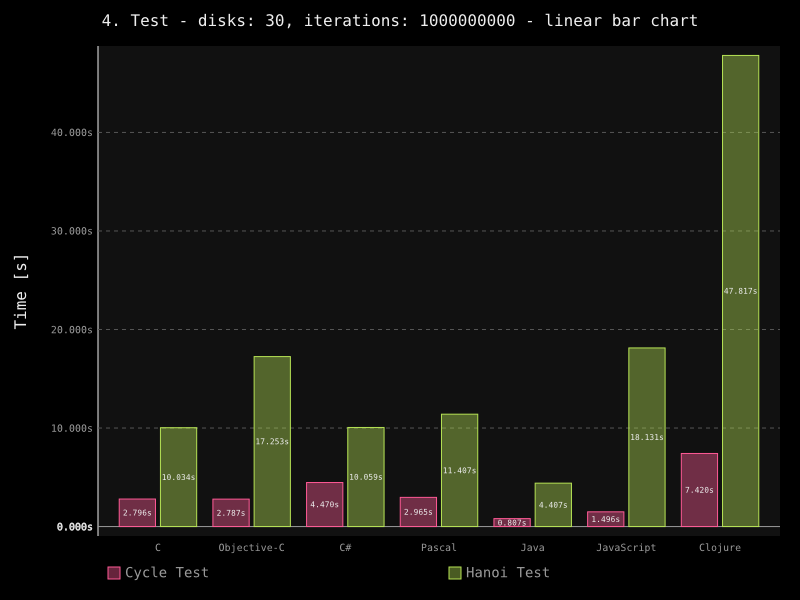 4. Test - disks: 30, iterations: 1000000000 - linear bar chart
Time [s]
40.000s
30.000s
20.000s
10.000s
0.000s
2.796s
10.034s
2.787s
17.253s
4.470s
10.059s
2.965s
11.407s
0.807s
4.407s
1.496s
18.131s
7.420s
47.817s
C
Objective-C
C#
Pascal
Java
JavaScript
Clojure
Cycle Test
Hanoi Test